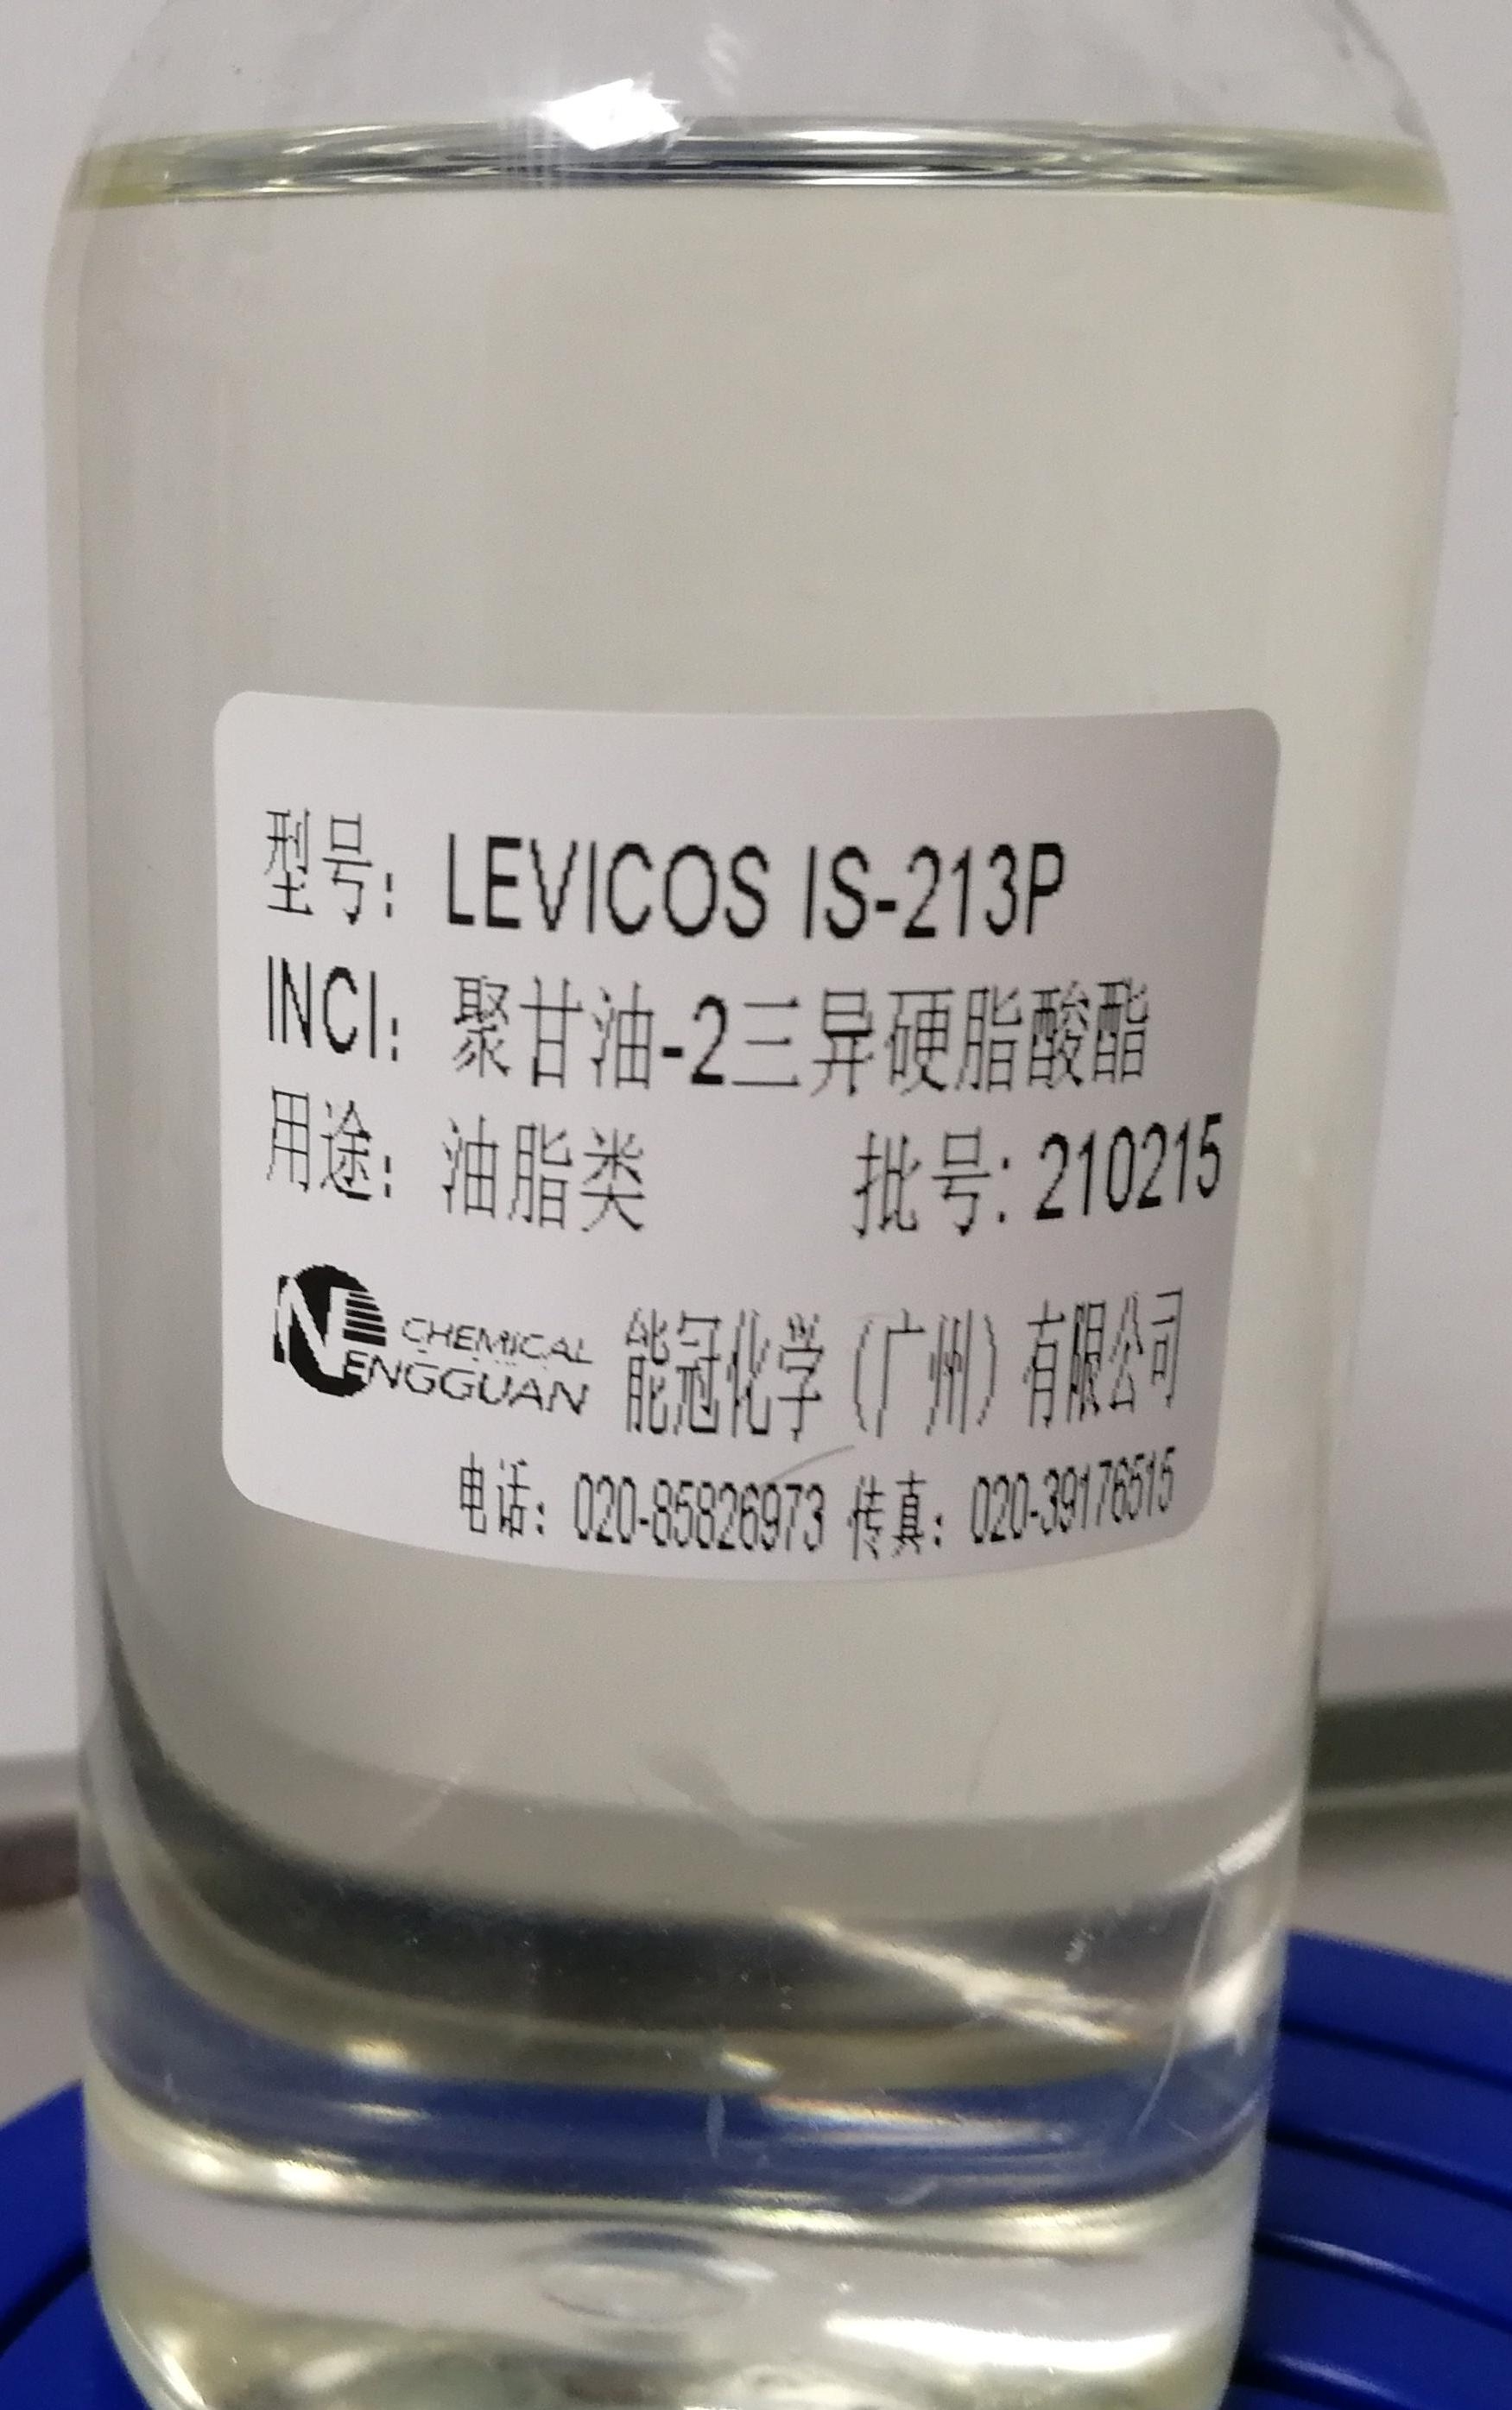 型号: LEVICOS IS-213P
INCI: 聚甘油-2三异硬脂酸酯
用途: 油脂类 批号: 210215
CHEMICAL
NENGGUAN
能冠化学（广州）有限公司
电话: 020-85826973 传真: 020-39176515